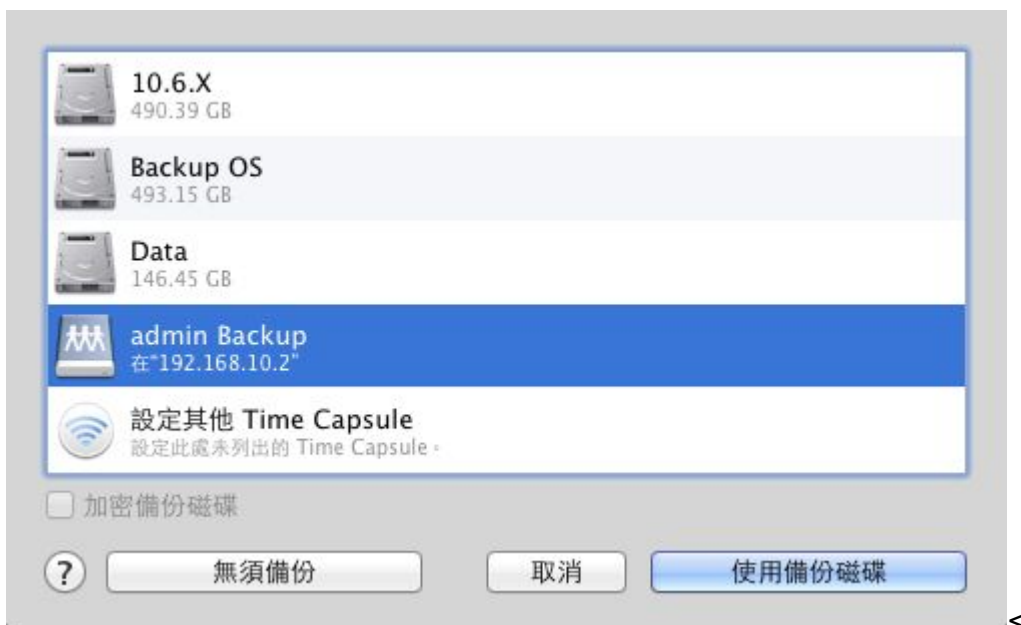 10.6.X
490.39 GB
Backup OS
493.15 GB
Data
146.45 GB
admin Backup
在"192.168.10.2"
設定其他 Time Capsule
設定此處未列出的 Time Capsule。
加密備份磁碟
? 無須備份 取消 使用備份磁碟
<